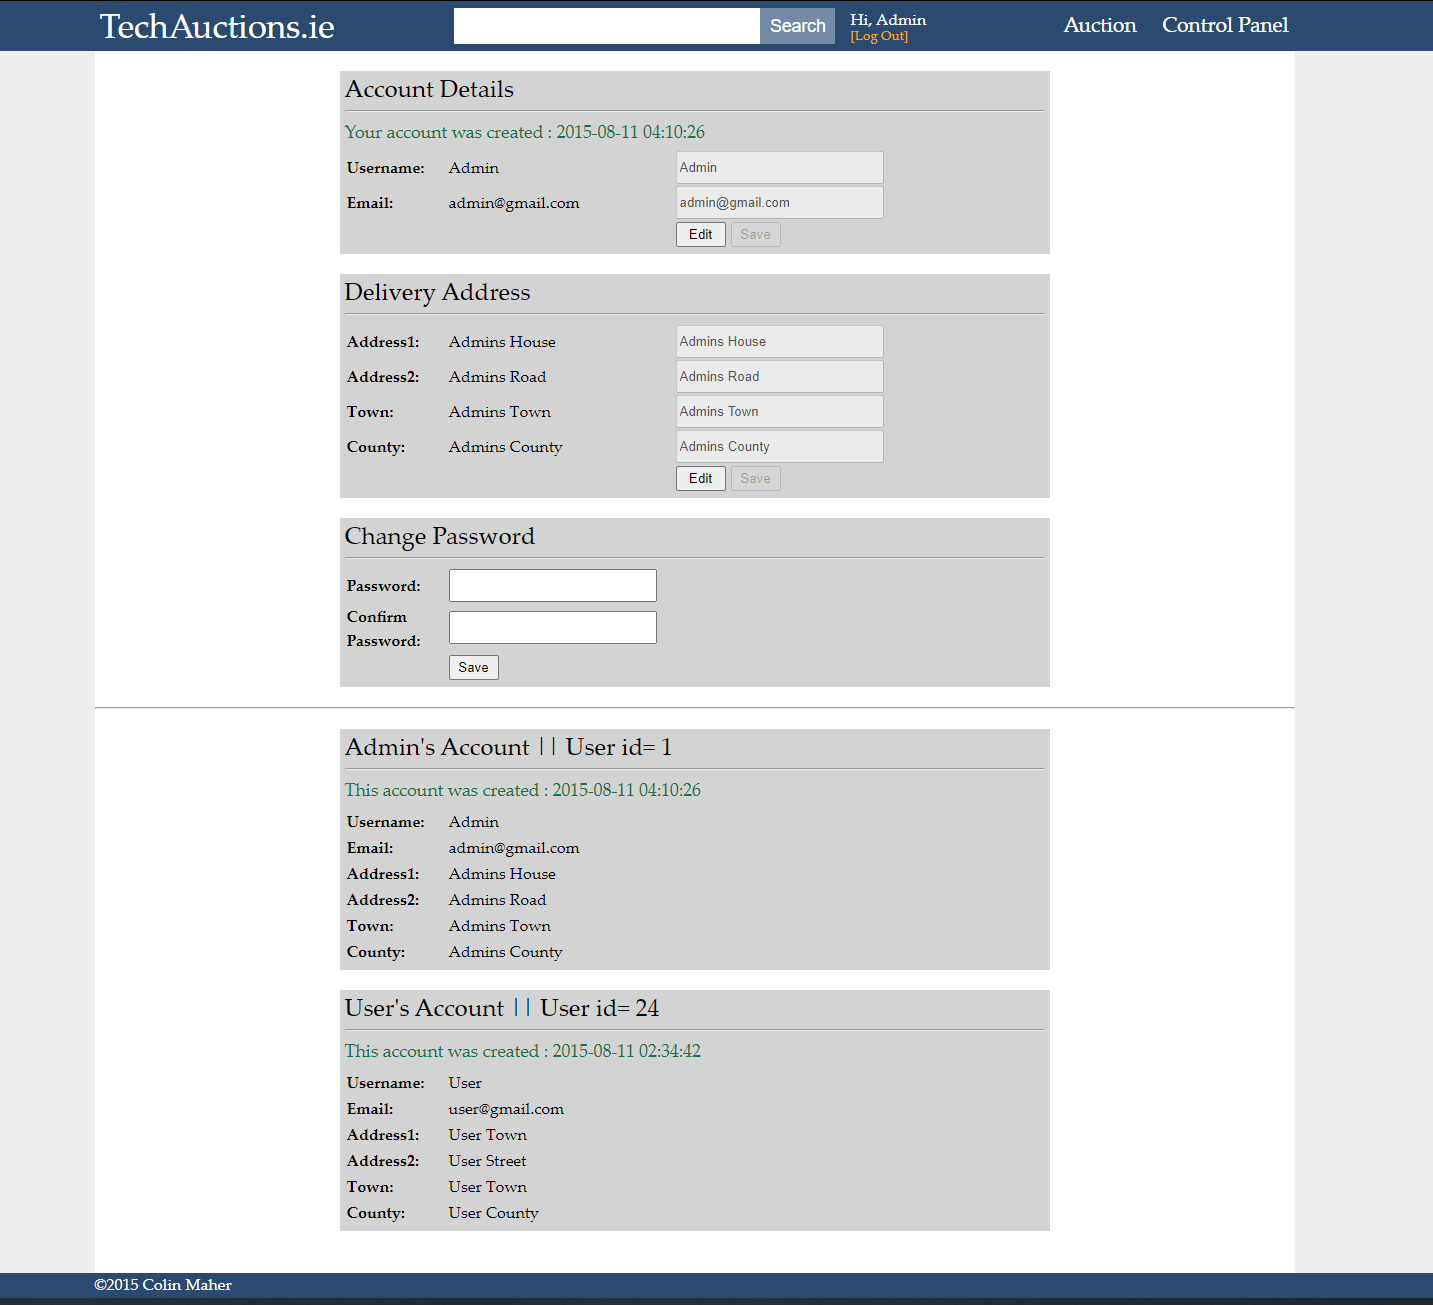 TechAuctions.ie
Search
Hi, Admin
[Log Out]
Auction Control Panel
Account Details
Your account was created : 2015-08-11 04:10:26
Username: Admin Admin
Email: admin@gmail.com admin@gmail.com
Edit Save
Delivery Address
Address1: Admins House Admins House
Address2: Admins Road Admins Road
Town: Admins Town Admins Town
County: Admins County Admins County
Edit Save
Change Password
Password:
Confirm
Password:
Save
Admin's Account || User id= 1
This account was created : 2015-08-11 04:10:26
Username: Admin
Email: admin@gmail.com
Address1: Admins House
Address2: Admins Road
Town: Admins Town
County: Admins County
User's Account || User id= 24
This account was created : 2015-08-11 02:34:42
Username: User
Email: user@gmail.com
Address1: User Town
Address2: User Street
Town: User Town
County: User County
©2015 Colin Maher